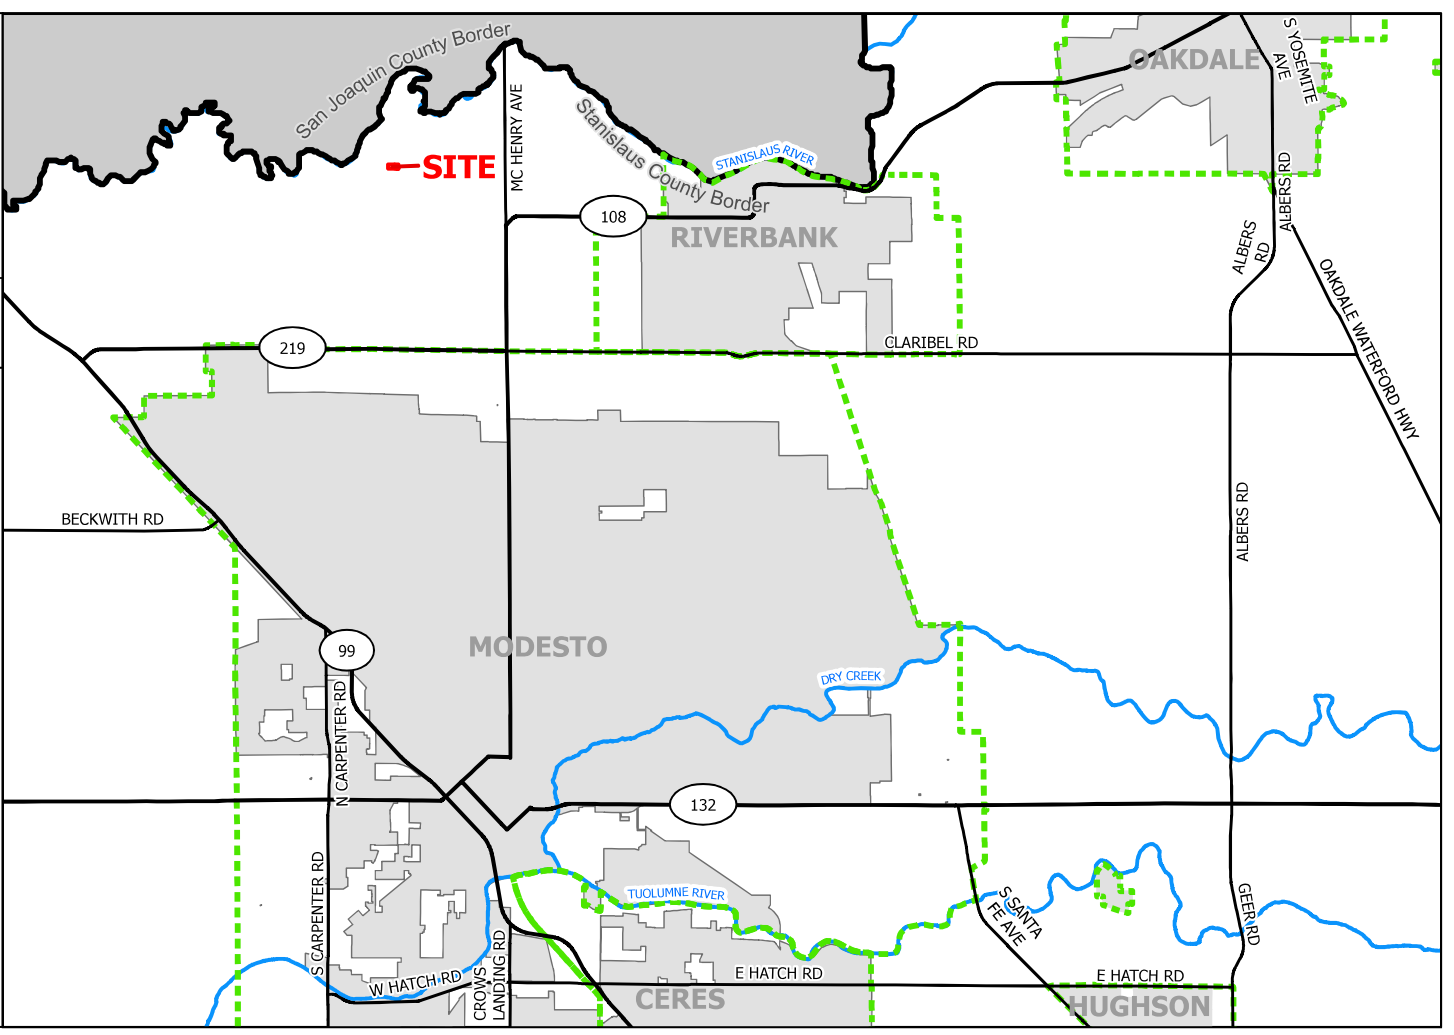 San Joaquin County Border
S YOSEMITE
AVE
OAKDALE
MC HENRY AVE
Stanislaus County Border
STANISLAUS RIVER
SITE
ALBERS RD
108
RIVERBANK
ALBERS
RD
OAKDALE WATERFORD HWY
219
CLARIBEL RD
BECKWITH RD
ALBERS RD
MODESTO
99
DRY CREEK
N CARPENTER RD
132
S CARPENTER RD
TUOLUMNE RIVER
S SANTA
FE AVE
GEER RD
W HATCH RD
CROWS
LANDING RD
E HATCH RD
E HATCH RD
CERES
HUGHSON